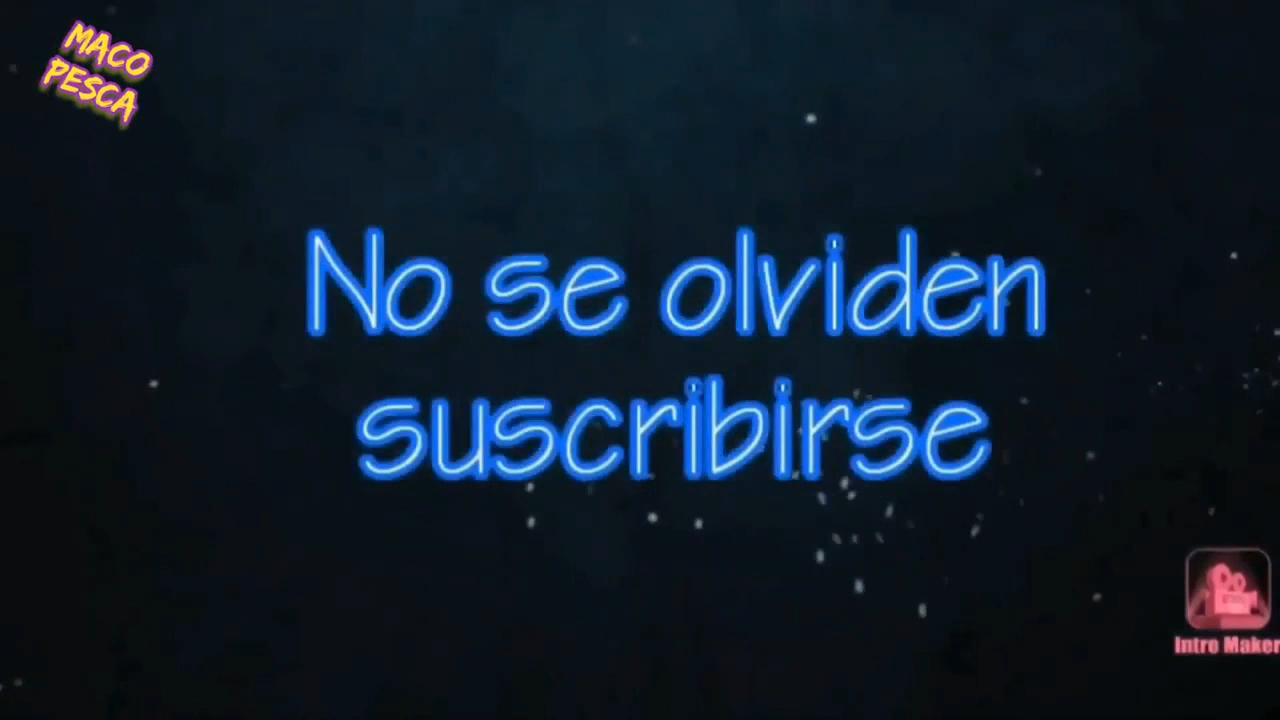 MACO
PESCA
No se olviden
suscribirse
Intro Maker